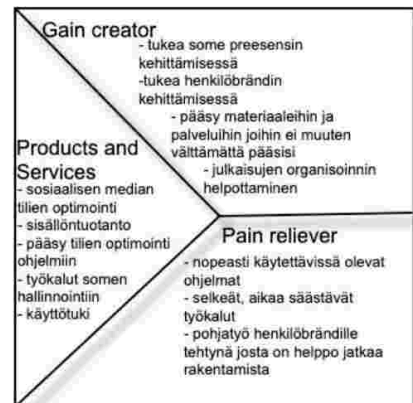 Gain creator
- tukea some preesensin
kehittämisessä
-tukea henkilöbrändin
kehittämisessä
- pääsy materiaaleihin ja
palveluihin joihin ei muuten
välttämättä pääsisi
- julkaisujen organisoinnin
helpottaminen
Products and
Services
- sosiaalisen median
tilien optimointi
- sisällöntuotanto
- pääsy tilien optimointi
ohjelmiin
- työkalut somen
hallinnointiin
- käyttötuki
Pain reliever
- nopeasti käytettävissä olevat
ohjelmat
- selkeät, aikaa säästävät
työkalut
- pohjatyö henkilöbrändille
tehtynä josta on helppo jatkaa
rakentamista